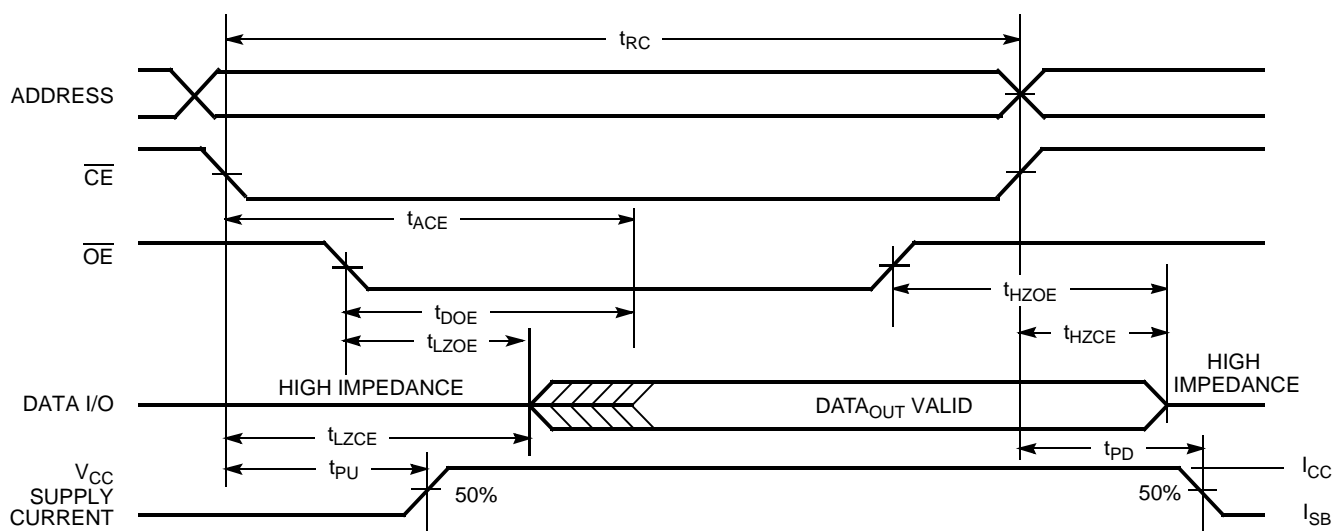 tRC
ADDRESS
CE
tACE
OE
tHZOE
tDOE
tLZOE
tHZCE
HIGH IMPEDANCE
HIGH
IMPEDANCE
DATA I/O
DATAOUT VALID
tLZCE
tPU
tPD
VCC
SUPPLY
CURRENT
50%
50%
ICC
ISB